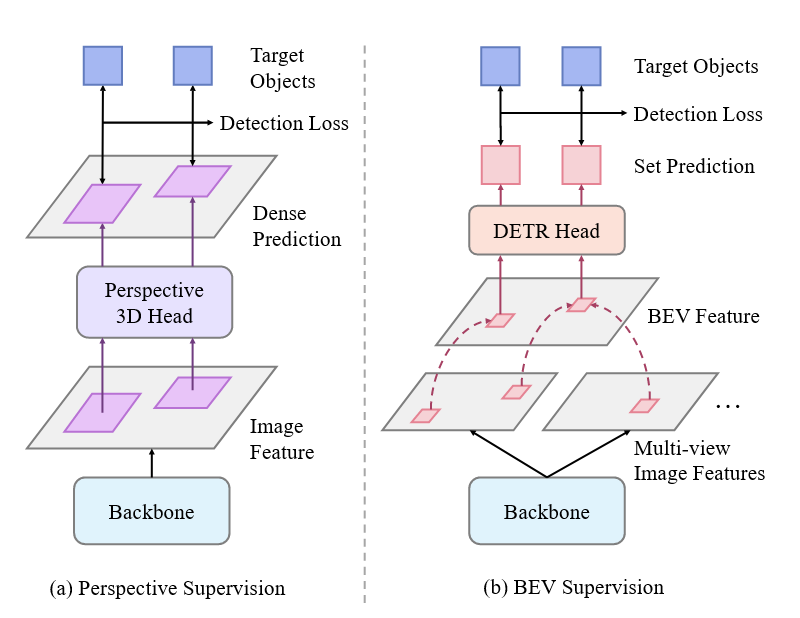 Target
Objects
Detection Loss
Dense
Prediction
Perspective
3D Head
Image
Feature
Backbone
(a) Perspective Supervision
Target Objects
Detection Loss
Set Prediction
DETR Head
BEV Feature
...
Multi-view
Image Features
Backbone
(b) BEV Supervision